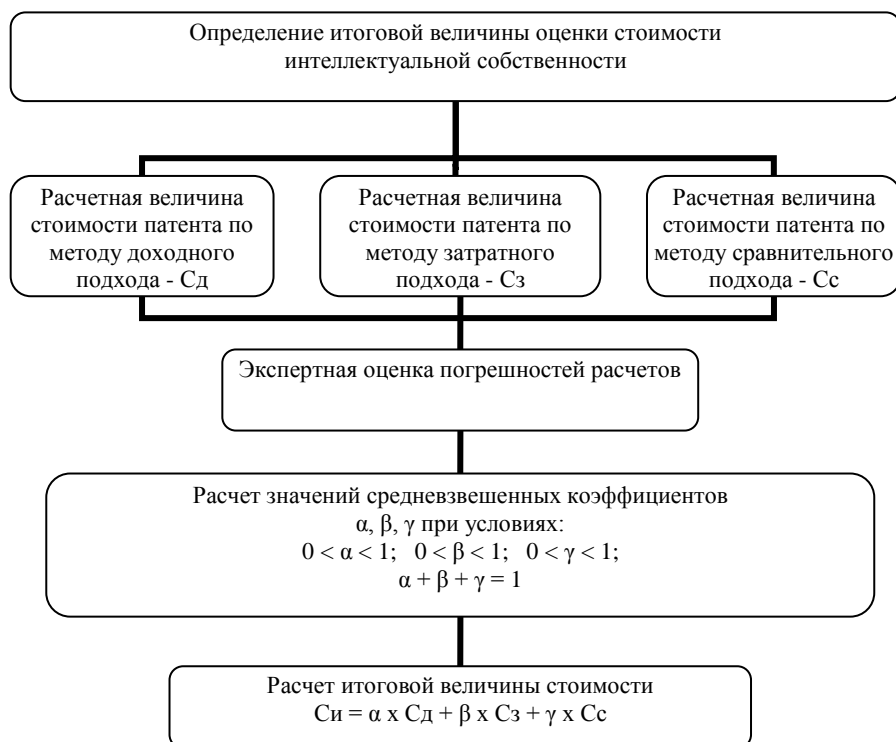 Определение итоговой величины оценки стоимости
интеллектуальной собственности
Расчетная величина
стоимости патента по
методу доходного
подхода - Сд
Расчетная величина
стоимости патента по
методу затратного
подхода - Сз
Расчетная величина
стоимости патента по
методу сравнительного
подхода - Сс
Экспертная оценка погрешностей расчетов
Расчет значений средневзвешенных коэффициентов
α, β, γ при условиях:
0 < α < 1; 0 < β < 1; 0 < γ < 1;
α + β + γ = 1
Расчет итоговой величины стоимости
Си = α х Сд + β х Сз + γ х Сс